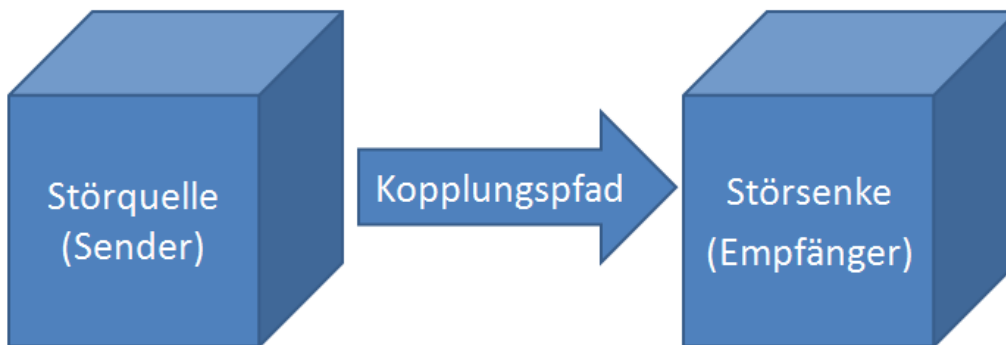 Störquelle
(Sender)
Kopplungspfad
Störsenke
(Empfänger)